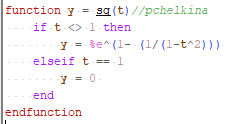 function y = sq(t)//pchelkina
    if t <> 1 then
        y = %e^(1- (1/(1-t^2)))
    elseif t == 1
        y = 0
    end
endfunction